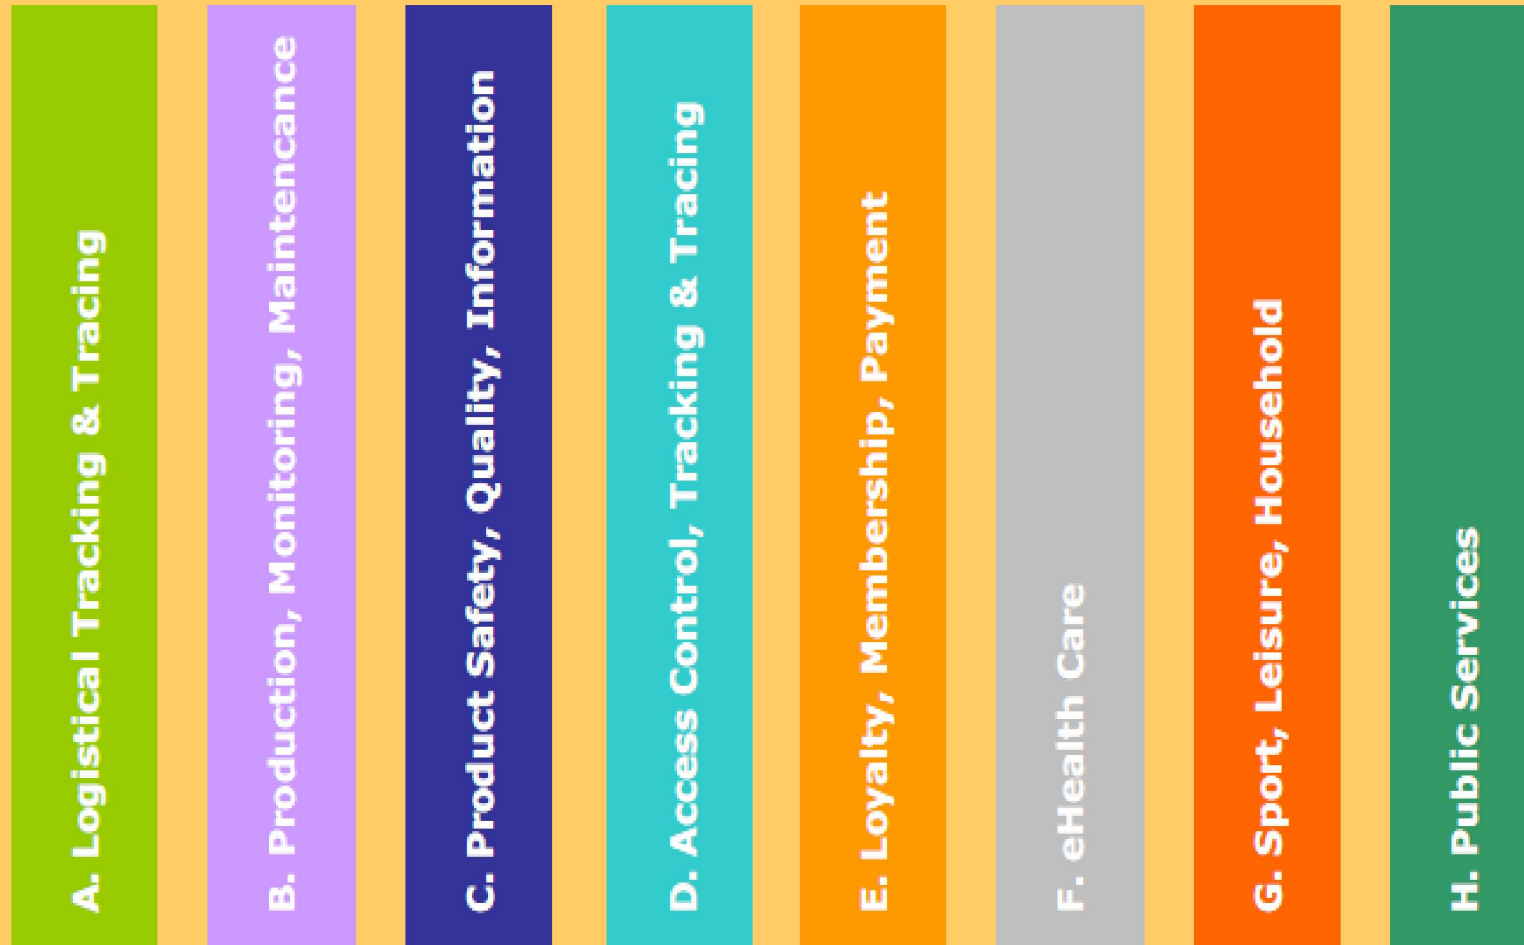 A. Logistical Tracking & Tracing
B. Production, Monitoring, Maintencance
C. Product Safety, Quality, Information
D. Access Control, Tracking & Tracing
E. Loyalty, Membership, Payment
F. eHealth Care
G. Sport, Leisure, Household
H. Public Services